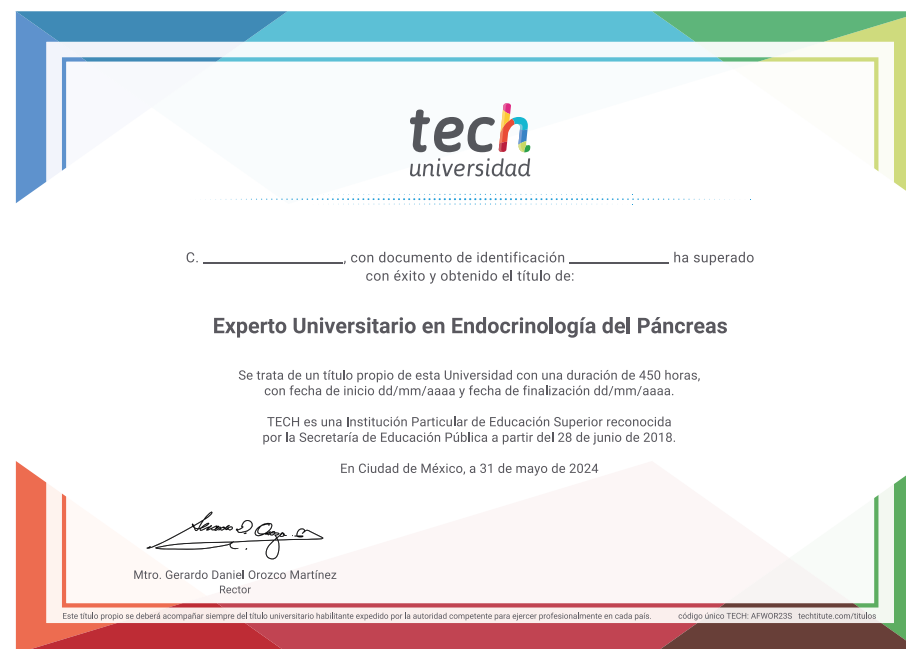 tech
universidad
C. ____________, con documento de identificación ____________ ha superado
con éxito y obtenido el título de:
Experto Universitario en Endocrinología del Páncreas
Se trata de un título propio de esta Universidad con una duración de 450 horas,
con fecha de inicio dd/mm/aaaa y fecha de finalización dd/mm/aaaa.
TECH es una Institución Particular de Educación Superior reconocida
por la Secretaría de Educación Pública a partir del 28 de junio de 2018.
En Ciudad de México, a 31 de mayo de 2024
Mtro. Gerardo Daniel Orozco Martínez
Rector
Este título propio se deberá acompañar siempre del título universitario habilitante expedido por la autoridad competente para ejercer profesionalmente en cada país. código único TECH: AFWOR23S techtitute.com/titulos